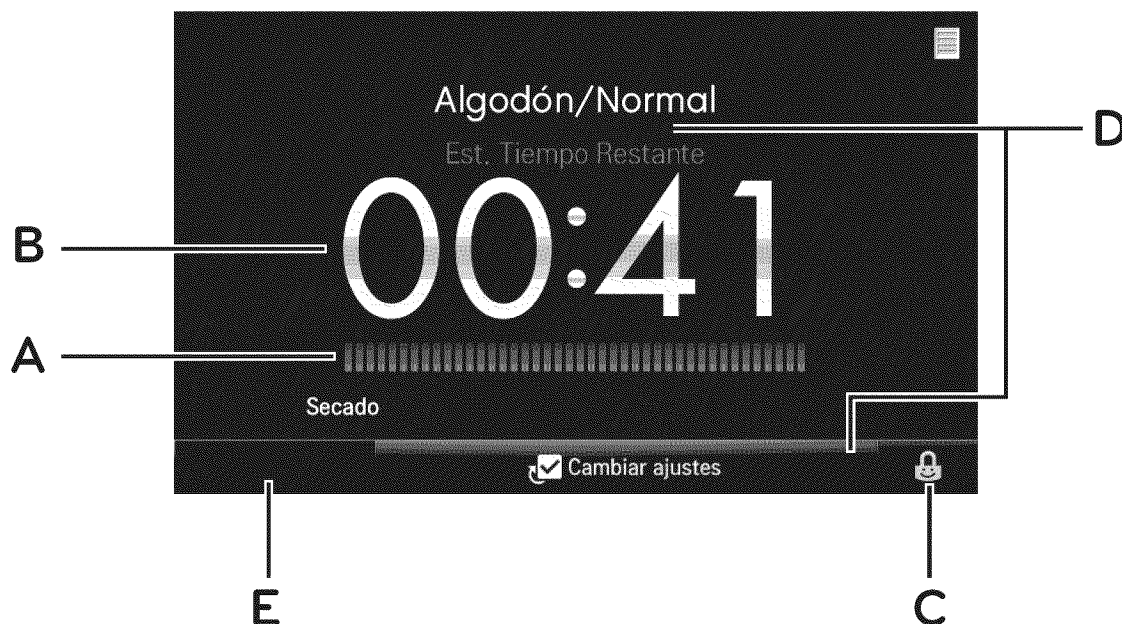 Algodón/Normal
D
Est. Tiempo Restante
B
00:41
A
Secado
Cambiar ajustes
E
C